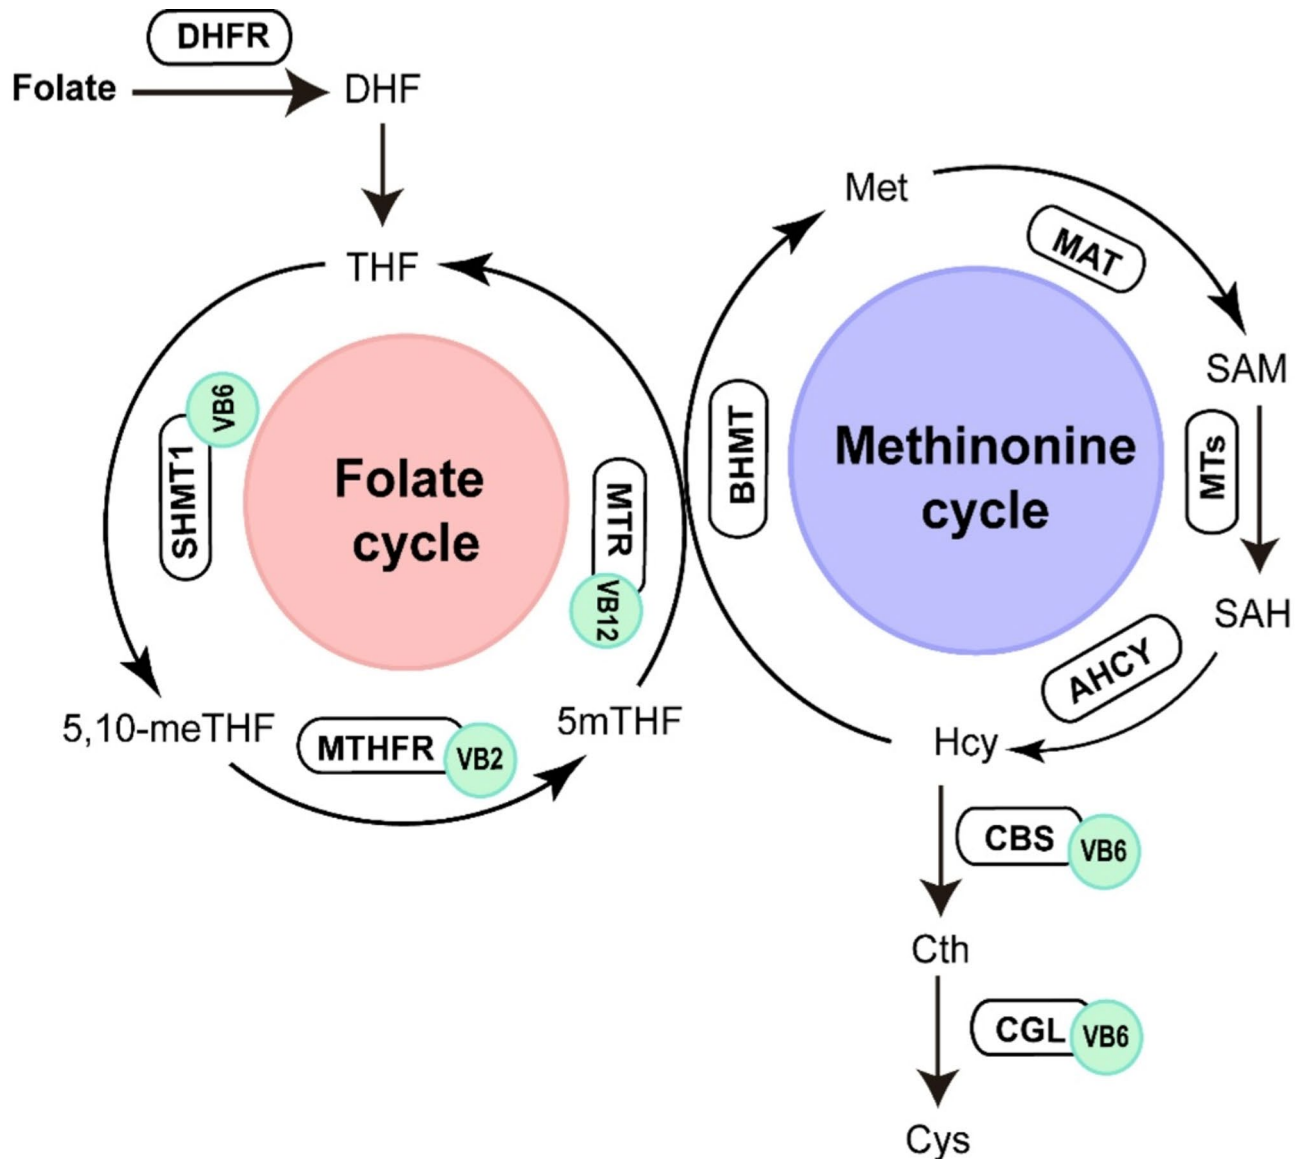 DHFR
Folate
DHF
THF
VB6
SHMT1
Folate
cycle
MTR
VB12
5,10-meTHF
MTHFR
VB2
5mTHF
Met
MAT
SAM
BHMT
Methinonine
cycle
MTs
SAH
AHCY
Hcy
CBS
VB6
Cth
CGL
VB6
Cys